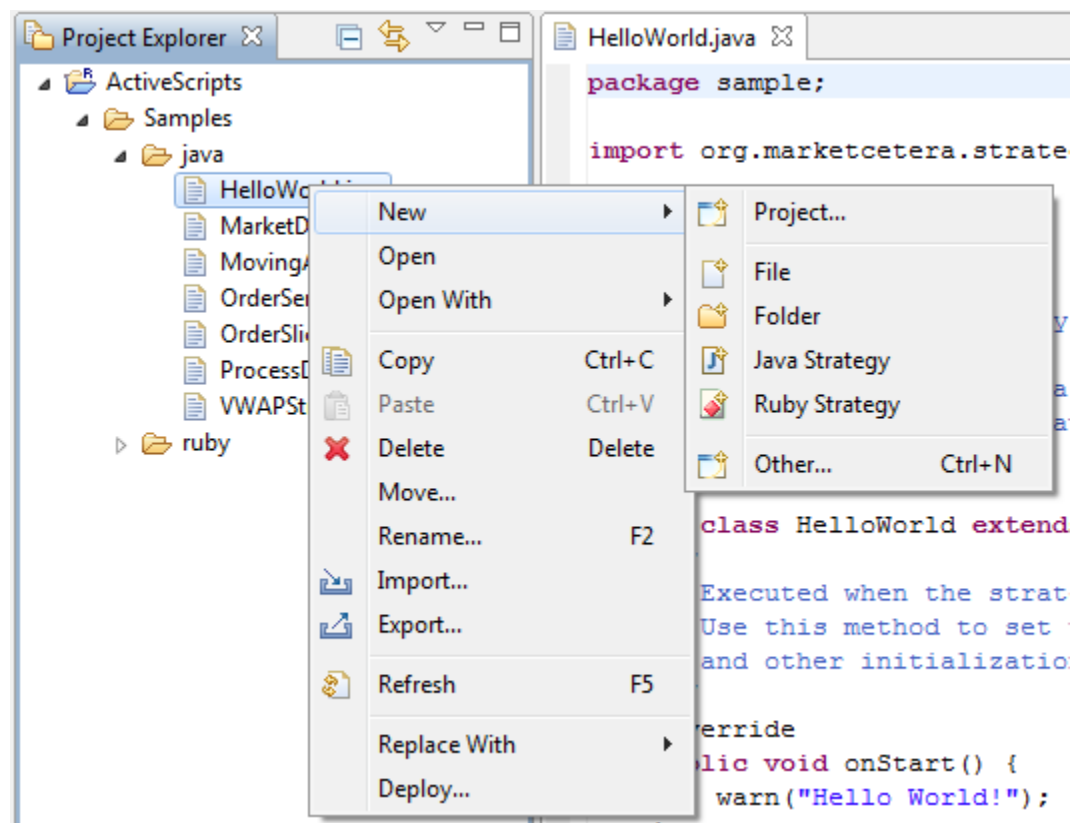 Project Explorer
ActiveScripts
Samples
java
HelloWo
MarketD
Moving
OrderSe
OrderSli
Process
VWAPSt
ruby
New
Open
Open With
Copy Ctrl+C
Paste Ctrl+V
Delete Delete
Move...
Rename... F2
Import...
Export...
Refresh F5
Replace With
Deploy...
Project...
File
Folder
Java Strategy
Ruby Strategy
Other... Ctrl+N
HelloWorld.java
package sample;
import org.marketcetera.strate
class HelloWorld extend
Executed when the strat
Use this method to set
and other initializatio
erride
lic void onStart() {
warn("Hello World!");